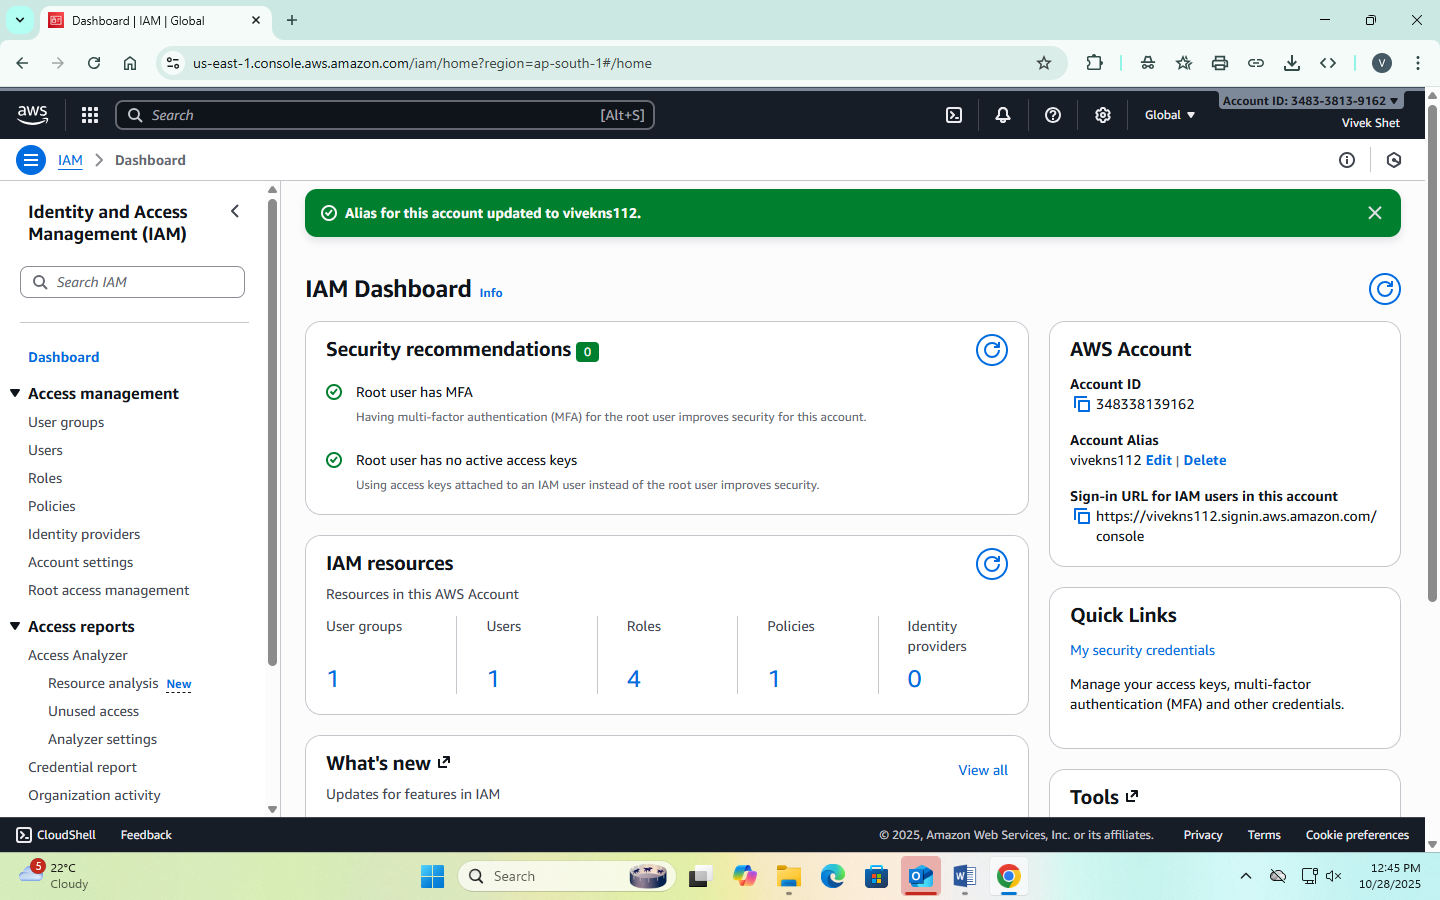 Dashboard | IAM | Global
us-east-1.console.aws.amazon.com/iam/home?region=ap-south-1#/home
V
aws
Search
[Alt+S]
Global
Account ID: 3483-3813-9162
Vivek Shet
IAM
Dashboard
Identity and Access
Management (IAM)
Search IAM
Dashboard
Access management
User groups
Users
Roles
Policies
Identity providers
Account settings
Root access management
Access reports
Access Analyzer
Resource analysis New
Unused access
Analyzer settings
Credential report
Organization activity
Alias for this account updated to vivekns112.
IAM Dashboard Info
Security recommendations 0
Root user has MFA
Having multi-factor authentication (MFA) for the root user improves security for this account.
Root user has no active access keys
Using access keys attached to an IAM user instead of the root user improves security.
IAM resources
Resources in this AWS Account
User groups
1
Users
1
Roles
4
Policies
1
Identity
providers
0
What's new
View all
Updates for features in IAM
AWS Account
Account ID
348338139162
Account Alias
vivekns112 Edit | Delete
Sign-in URL for IAM users in this account
https://vivekns112.signin.aws.amazon.com/
console
Quick Links
My security credentials
Manage your access keys, multi-factor
authentication (MFA) and other credentials.
Tools
CloudShell
Feedback
© 2025, Amazon Web Services, Inc. or its affiliates.
Privacy
Terms
Cookie preferences
5
22°C
Cloudy
Search
12:45 PM
10/28/2025